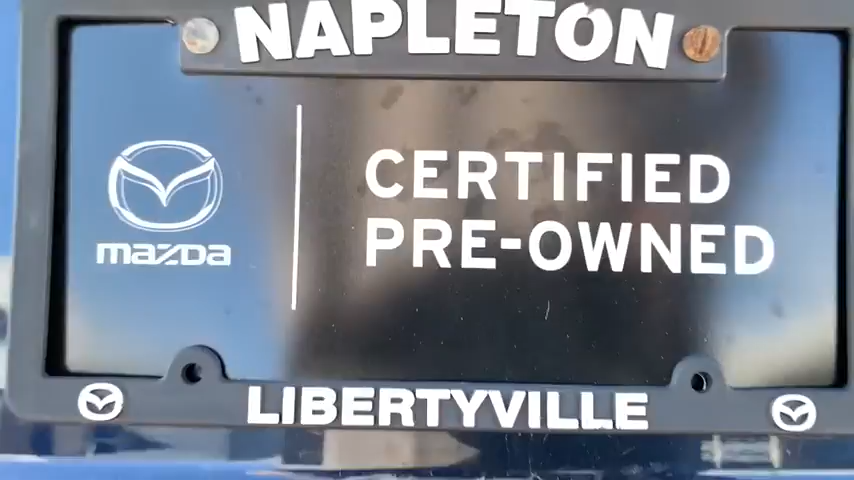 NAPLETON
CERTIFIED
PRE-OWNED
mazda
LIBERTYVILLE